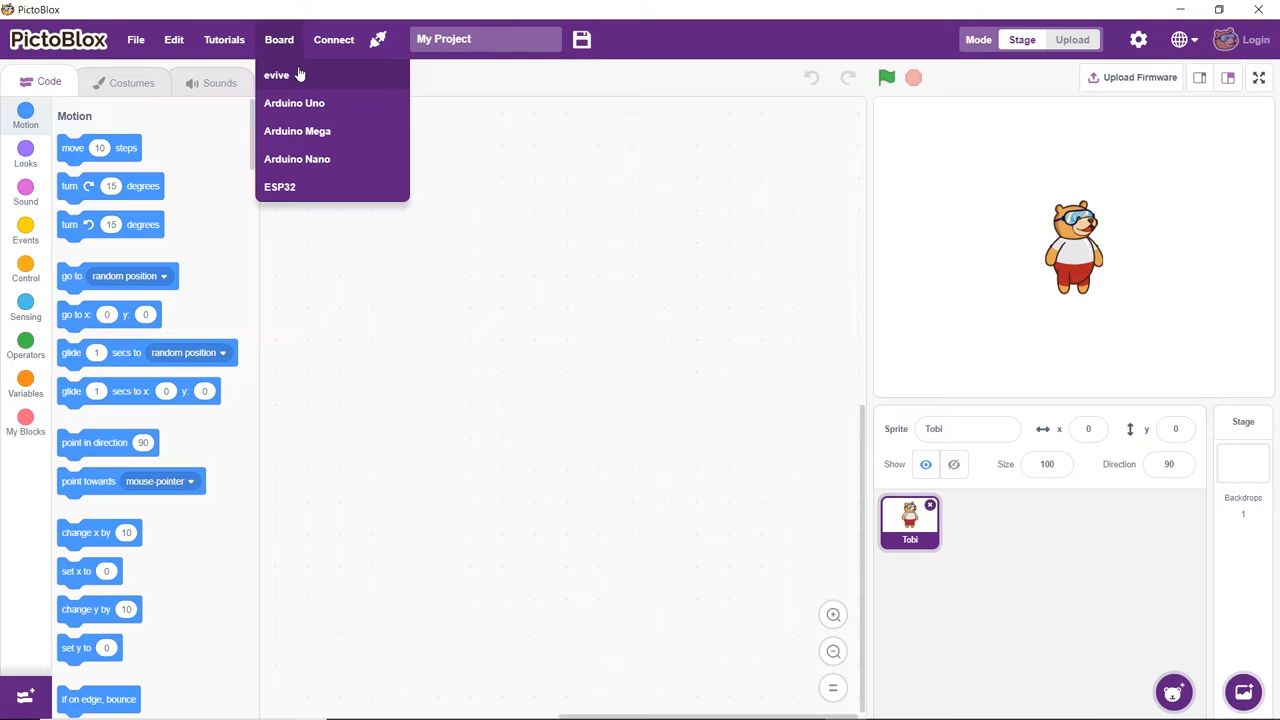 PictoBlox
PictoBlox File Edit Tutorials Board Connect My Project Mode Stage Upload Login
Code Costumes Sounds
evive
Arduino Uno
Arduino Mega
Arduino Nano
ESP32
Upload Firmware
Motion
Looks
Sound
Events
Control
Sensing
Operators
Variables
My Blocks
Motion
move 10 steps
turn 15 degrees
turn 15 degrees
go to random position
go to x: 0 y: 0
glide 1 secs to random position
glide 1 secs to x: 0 y: 0
point in direction 90
point towards mouse-pointer
change x by 10
set x to 0
change y by 10
set y to 0
if on edge, bounce
Sprite Tobi x 0 y 0
Show Size 100 Direction 90
Tobi
Stage
Backdrops
1